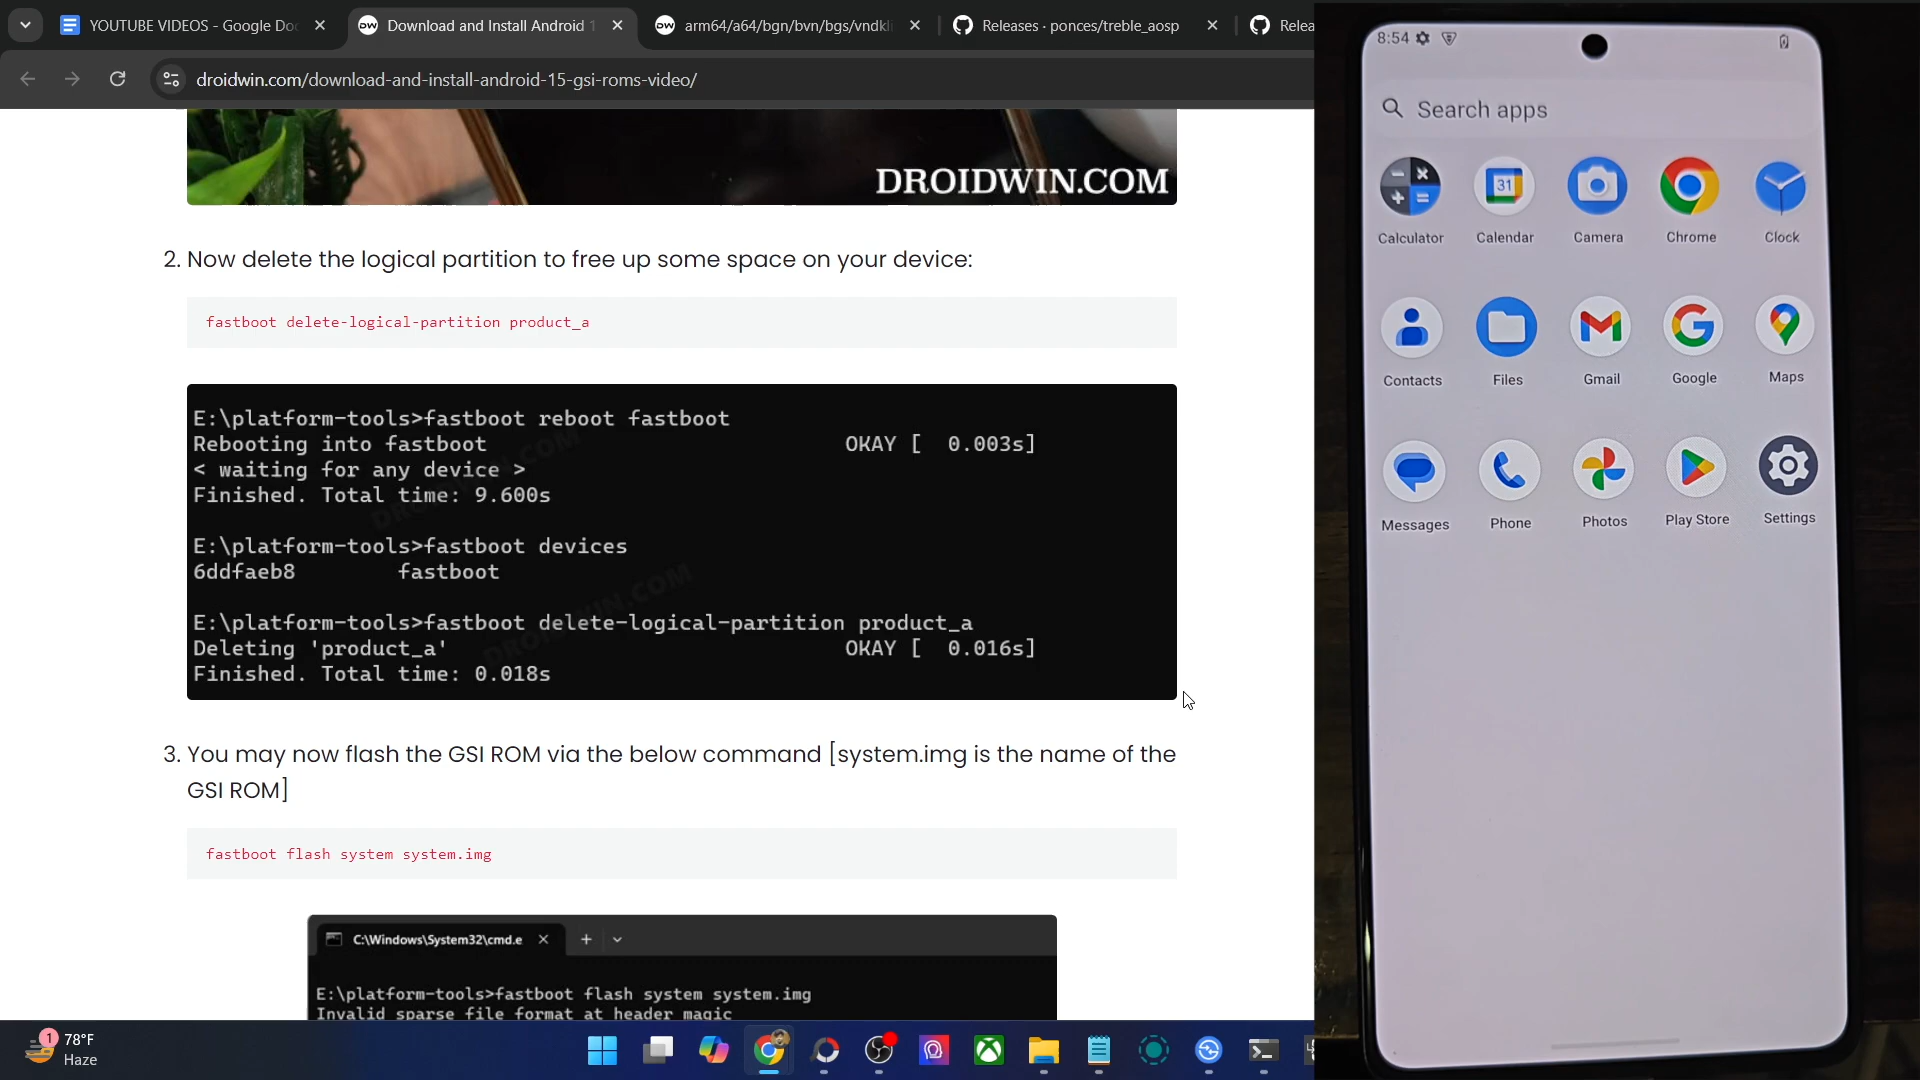 YOUTUBE VIDEOS - Google Doc
Download and Install Android 1
arm64/a64/bgn/bvn/bgs/vndkli
Releases · ponces/treble_aosp
Relea
droidwin.com/download-and-install-android-15-gsi-roms-video/
DROIDWIN.COM
2. Now delete the logical partition to free up some space on your device:
fastboot delete-logical-partition product_a
E:\platform-tools>fastboot reboot fastboot
Rebooting into fastboot OKAY [ 0.003s]
< waiting for any device >
Finished. Total time: 9.600s
E:\platform-tools>fastboot devices
6ddfaeb8 fastboot
E:\platform-tools>fastboot delete-logical-partition product_a
Deleting 'product_a' OKAY [ 0.016s]
Finished. Total time: 0.018s
DROIDWIN.COM
DROIDWIN.COM
3. You may now flash the GSI ROM via the below command [system.img is the name of the
GSI ROM]
fastboot flash system system.img
C:\Windows\System32\cmd.e
E:\platform-tools>fastboot flash system system.img
Invalid sparse file format at header magic
1
78°F
Haze
8:54
Search apps
31
Calculator Calendar Camera Chrome Clock
Contacts Files Gmail Google Maps
Messages Phone Photos Play Store Settings